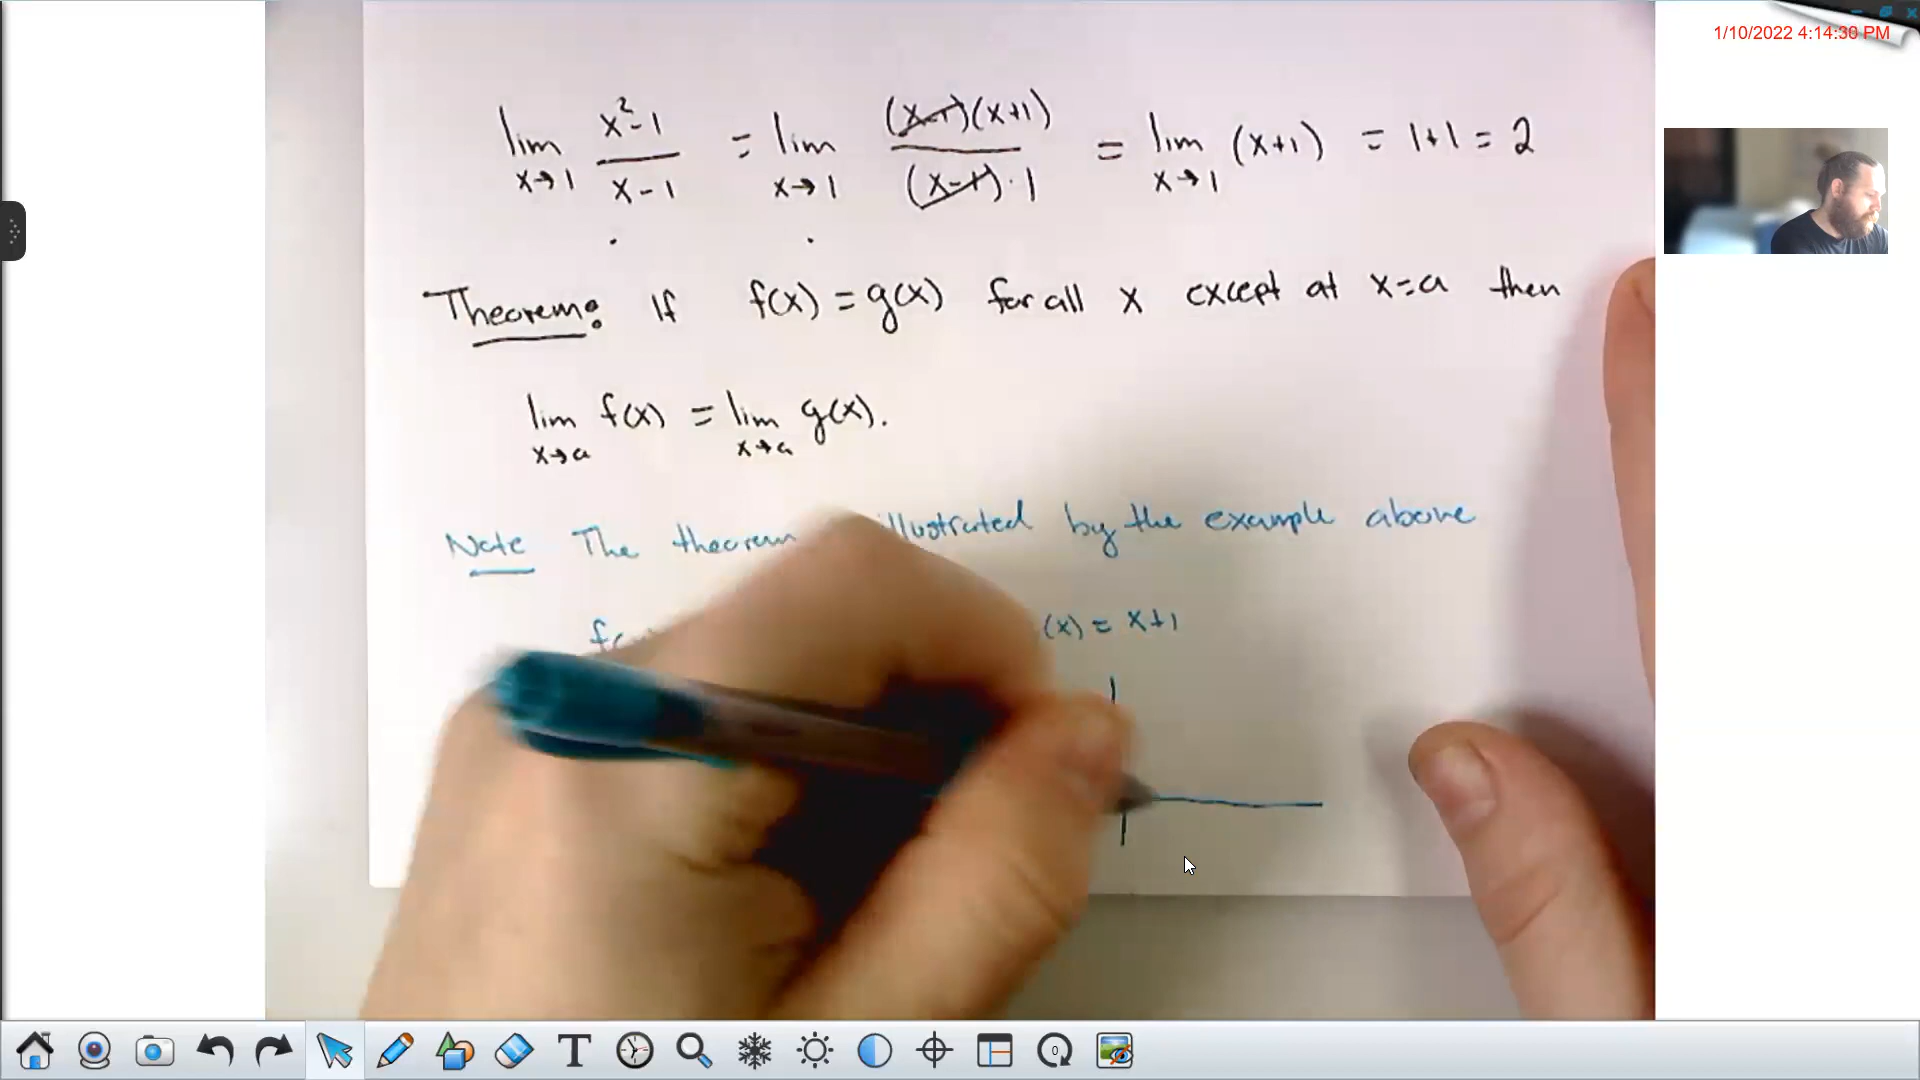 1/10/2022 4:14:30 PM
lim x→1 x²-1 / x-1 = lim x→1 (x-1)(x+1) / (x-1)·1 = lim x→1 (x+1) = 1+1 = 2
Theorem: If f(x) = g(x) for all x except at x=a then
lim x→a f(x) = lim x→a g(x).
Note The theorem illustrated by the example above
(x) = x+1
T
0